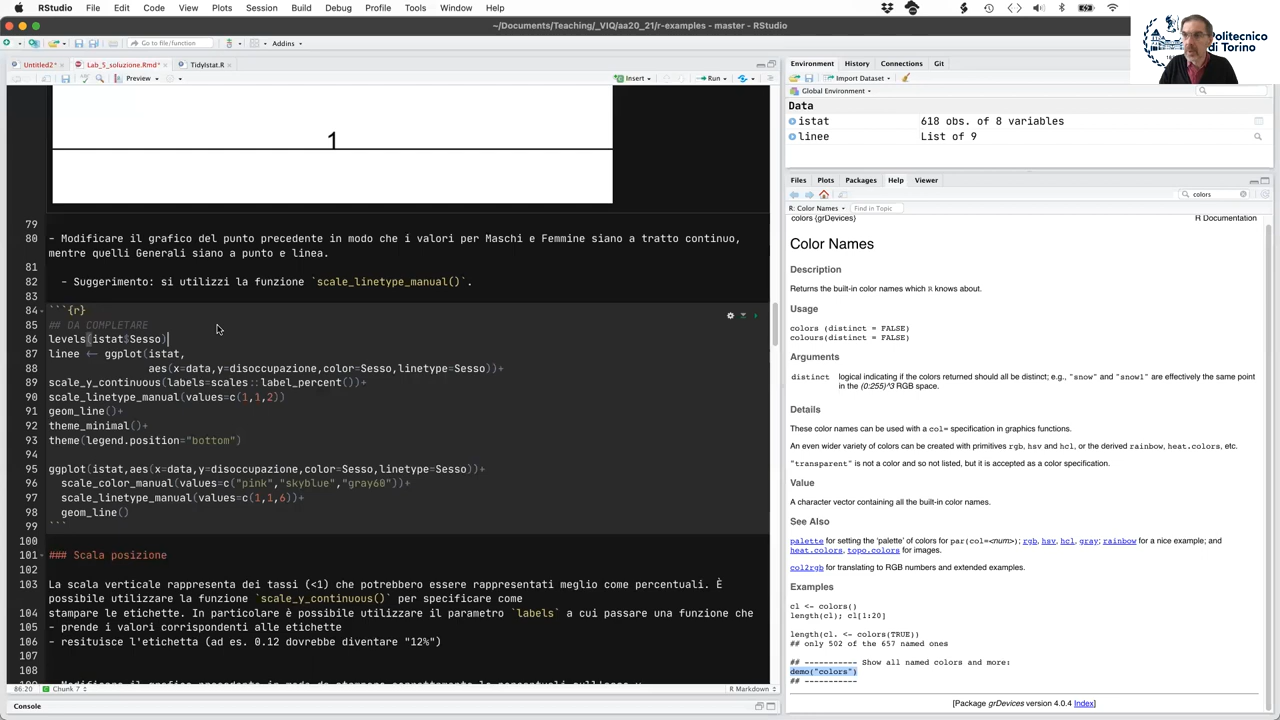 RStudio File Edit Code View Plots Session Build Debug Profile Tools Window Help
~/Documents/Teaching/_VIQ/aa20_21/r-examples - master - RStudio
Go to file/function Addins
Politecnico
di Torino
Untitled2* Lab_5_soluzione.Rmd* TidyIstat.R
Preview Insert Run
1
79
80 - Modificare il grafico del punto precedente in modo che i valori per Maschi e Femmine siano a tratto continuo,
mentre quelli Generali siano a punto e linea.
81
82 - Suggerimento: si utilizzi la funzione `scale_linetype_manual()`.
83
84 ```{r}
85 ## DA COMPLETARE
86 levels(istat$Sesso)
87 linee <- ggplot(istat,
88 aes(x=data,y=disoccupazione,color=Sesso,linetype=Sesso))+
89 scale_y_continuous(labels=scales::label_percent())+
90 scale_linetype_manual(values=c(1,1,2))
91 geom_line()+
92 theme_minimal()+
93 theme(legend.position="bottom")
94
95 ggplot(istat,aes(x=data,y=disoccupazione,color=Sesso,linetype=Sesso))+
96 scale_color_manual(values=c("pink","skyblue","gray60"))+
97 scale_linetype_manual(values=c(1,1,6))+
98 geom_line()
99 ```
100
101 ### Scala posizione
102
103 La scala verticale rappresenta dei tassi (<1) che potrebbero essere rappresentati meglio come percentuali. È
possibile utilizzare la funzione `scale_y_continuous()` per specificare come
104 stampare le etichette. In particolare è possibile utilizzare il parametro `labels` a cui passare una funzione che
105 - prende i valori corrispondenti alle etichette
106 - resituisce l'etichetta (ad es. 0.12 dovrebbe diventare "12%")
107
108
86:20 Chunk 7 R Markdown
Console
Environment History Connections Git
Import Dataset
Global Environment
Data
istat 618 obs. of 8 variables
linee List of 9
Files Plots Packages Help Viewer
colors
R: Color Names Find in Topic
colors {grDevices} R Documentation
Color Names
Description
Returns the built-in color names which R knows about.
Usage
colors (distinct = FALSE)
colours(distinct = FALSE)
Arguments
distinct logical indicating if the colors returned should all be distinct; e.g., "snow" and "snow1" are effectively the same point
in the (0:255)^3 RGB space.
Details
These color names can be used with a col= specification in graphics functions.
An even wider variety of colors can be created with primitives rgb, hsv and hcl, or the derived rainbow, heat.colors, etc.
"transparent" is not a color and so not listed, but it is accepted as a color specification.
Value
A character vector containing all the built-in color names.
See Also
palette for setting the ‘palette’ of colors for par(col=<num>); rgb, hsv, hcl, gray; rainbow for a nice example; and
heat.colors, topo.colors for images.
col2rgb for translating to RGB numbers and extended examples.
Examples
cl <- colors()
length(cl); cl[1:20]
length(cl. <- colors(TRUE))
## only 502 of the 657 named ones
## ----------- Show all named colors and more:
demo("colors")
## -----------
[Package grDevices version 4.0.4 Index]